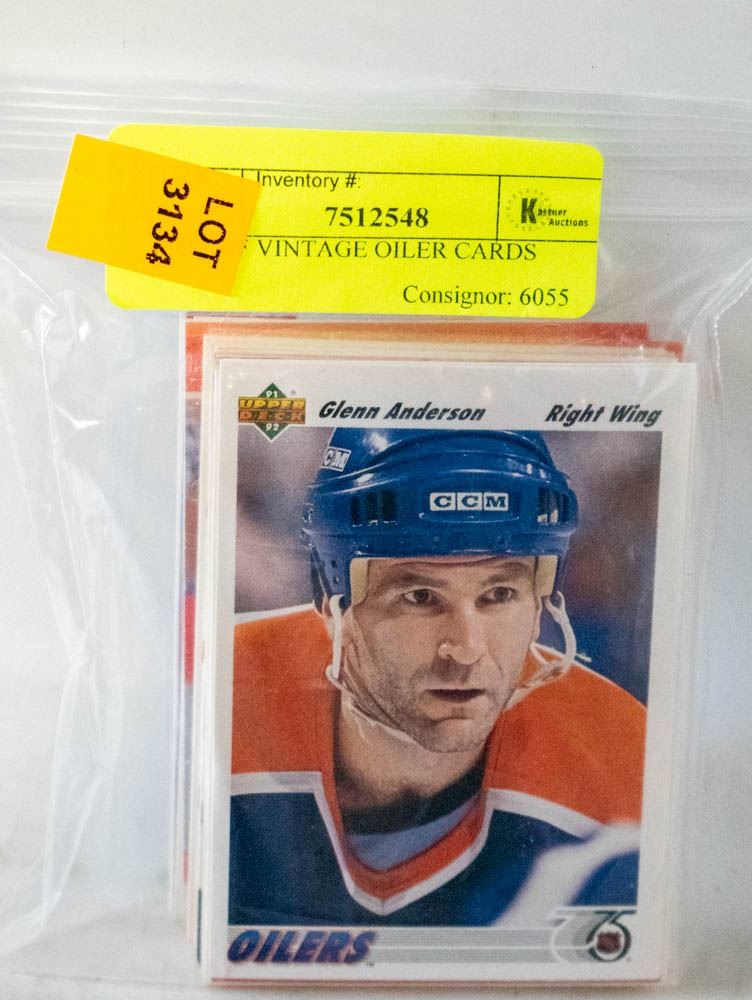 LOT
3134
Inventory #:
7512548
Kastner
Auctions
VINTAGE OILER CARDS
Consignor: 6055
91
UPPER
DECK
92
Glenn Anderson
Right Wing
CCM
CCM
OILERS
75
NHL